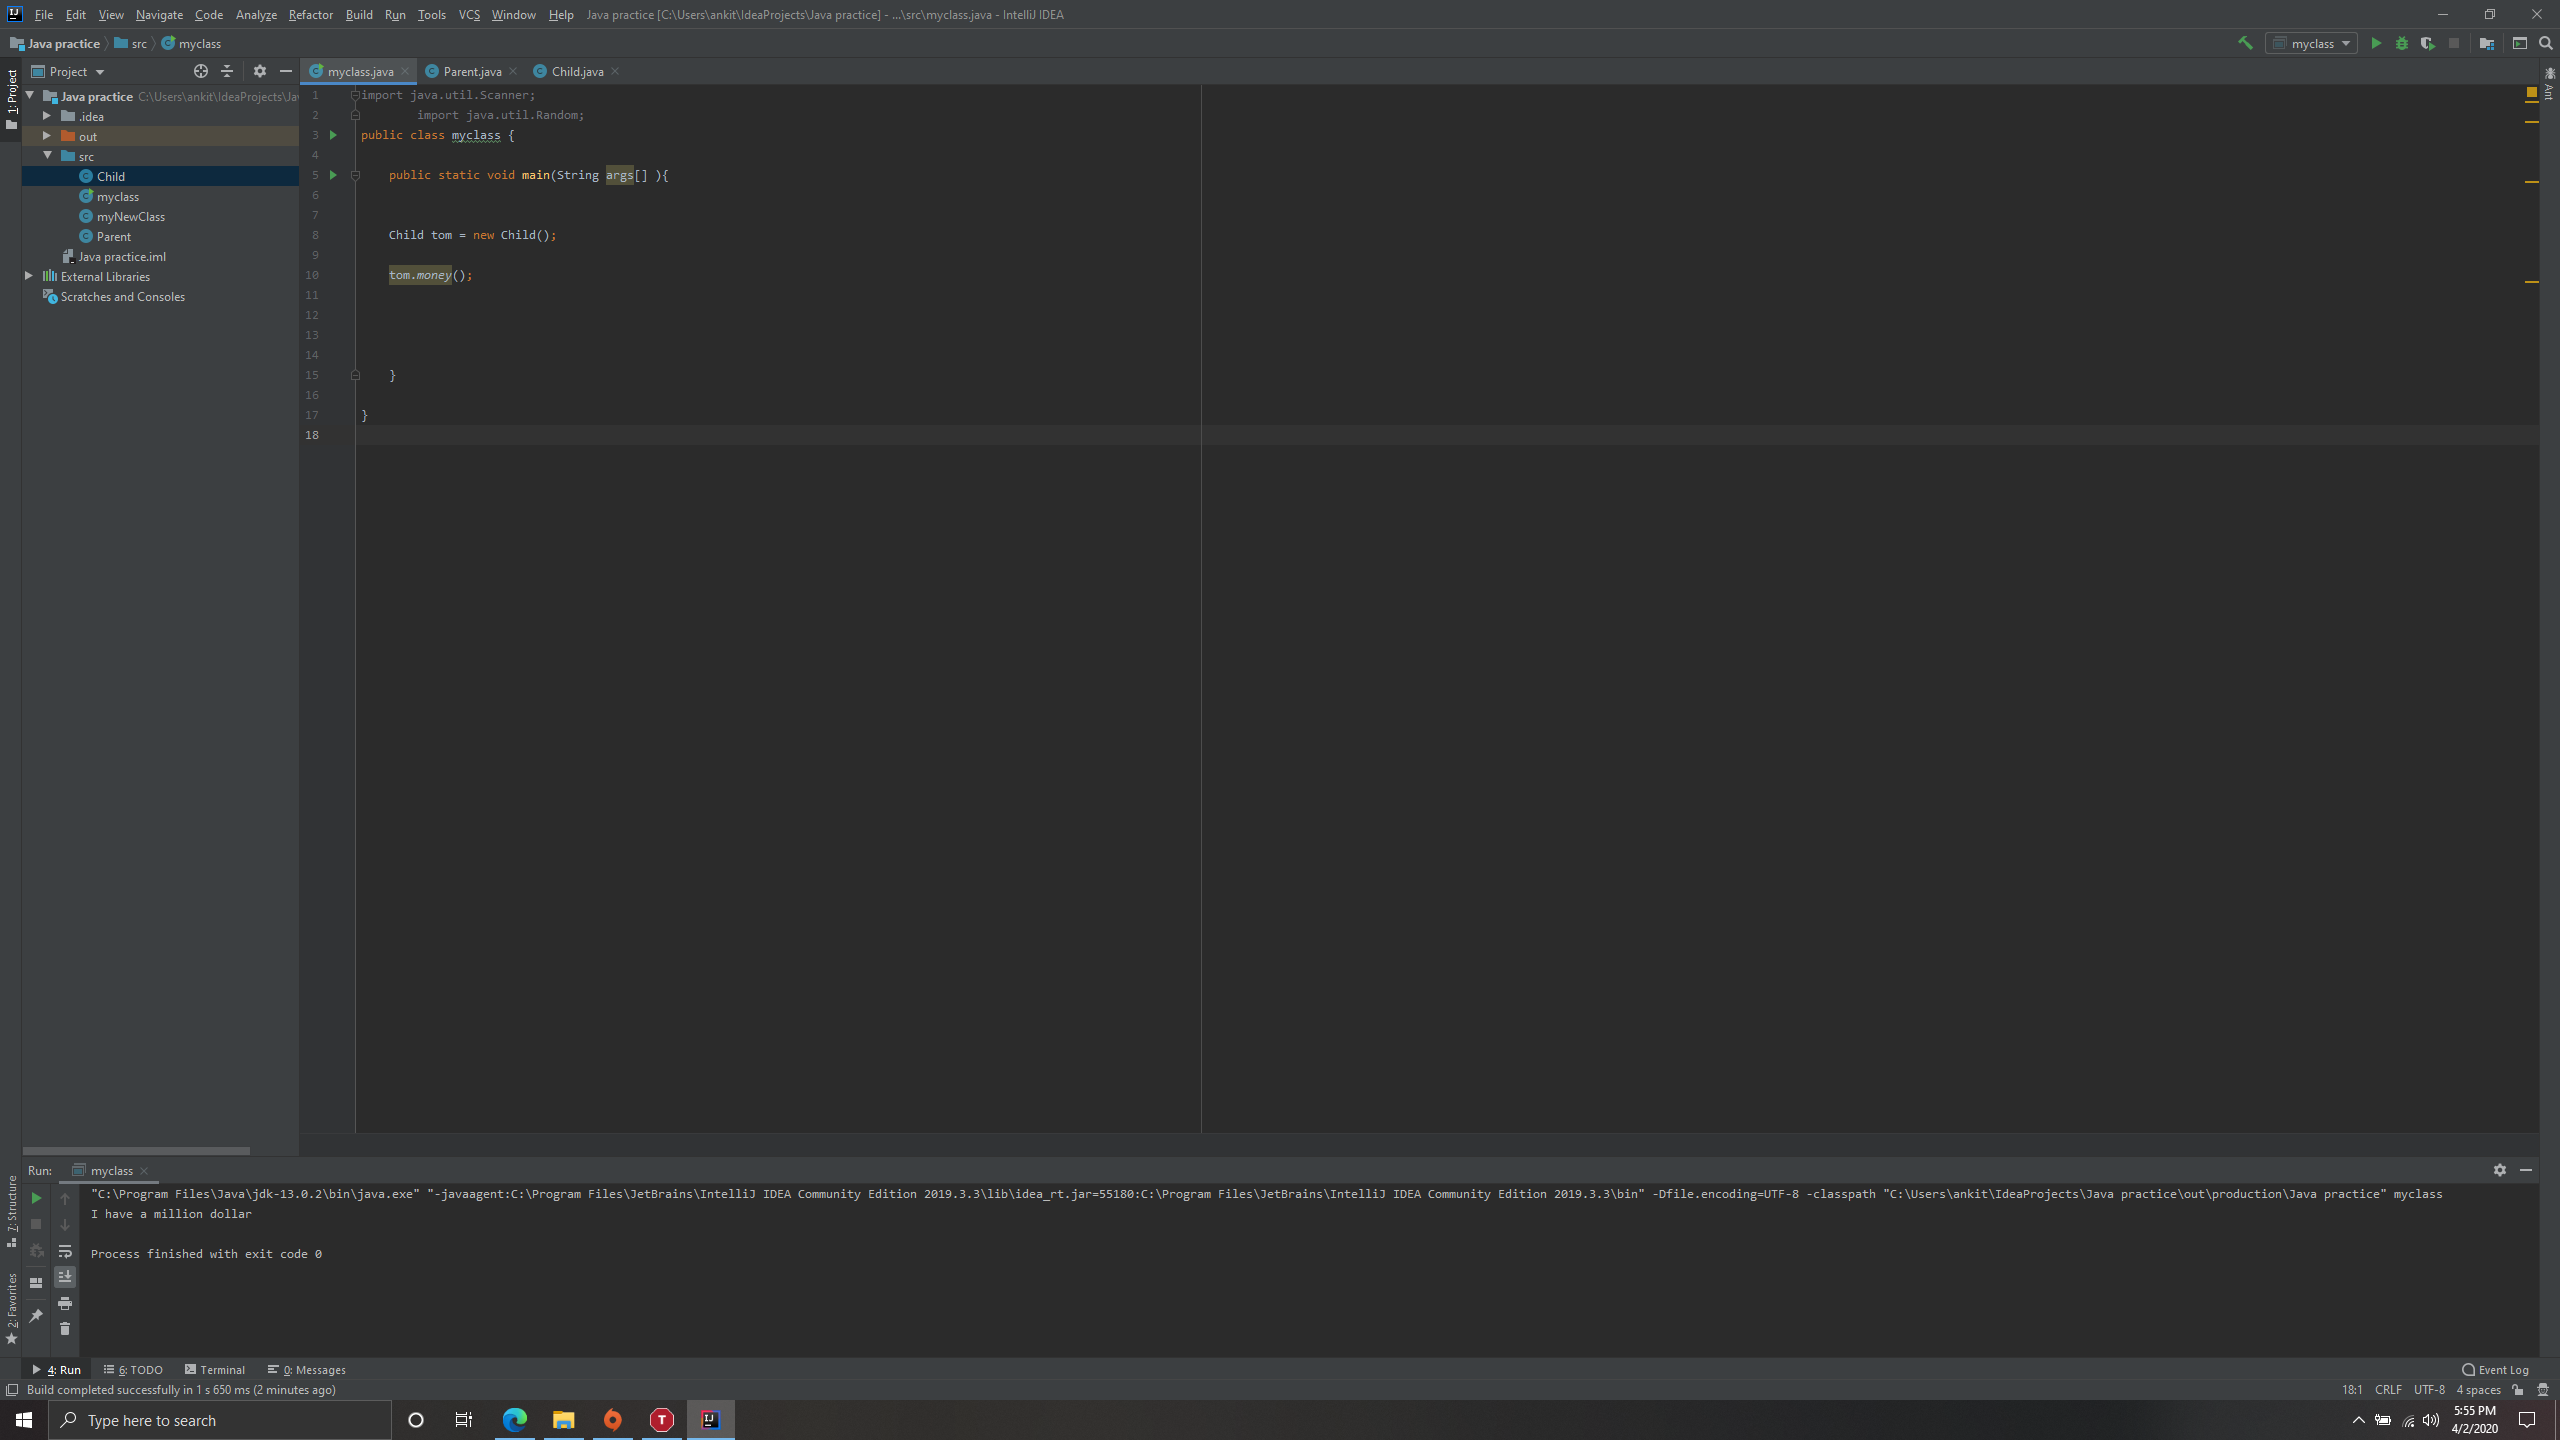 File Edit View Navigate Code Analyze Refactor Build Run Tools VCS Window Help Java practice [C:\Users\ankit\IdeaProjects\Java practice] - ...\src\myclass.java - IntelliJ IDEA
Java practice src myclass
myclass
1: Project
Project
myclass.java Parent.java Child.java
Ant
Java practice C:\Users\ankit\IdeaProjects\Ja
.idea
out
src
Child
myclass
myNewClass
Parent
Java practice.iml
External Libraries
Scratches and Consoles
1 import java.util.Scanner;
2 import java.util.Random;
3 public class myclass {
4
5 public static void main(String args[] ){
6
7
8 Child tom = new Child();
9
10 tom.money();
11
12
13
14
15 }
16
17 }
18
Run: myclass
7: Structure
2: Favorites
"C:\Program Files\Java\jdk-13.0.2\bin\java.exe" "-javaagent:C:\Program Files\JetBrains\IntelliJ IDEA Community Edition 2019.3.3\lib\idea_rt.jar=55180:C:\Program Files\JetBrains\IntelliJ IDEA Community Edition 2019.3.3\bin" -Dfile.encoding=UTF-8 -classpath "C:\Users\ankit\IdeaProjects\Java practice\out\production\Java practice" myclass
I have a million dollar
Process finished with exit code 0
4: Run 6: TODO Terminal 0: Messages Event Log
Build completed successfully in 1 s 650 ms (2 minutes ago) 18:1 CRLF UTF-8 4 spaces
Type here to search
5:55 PM
4/2/2020